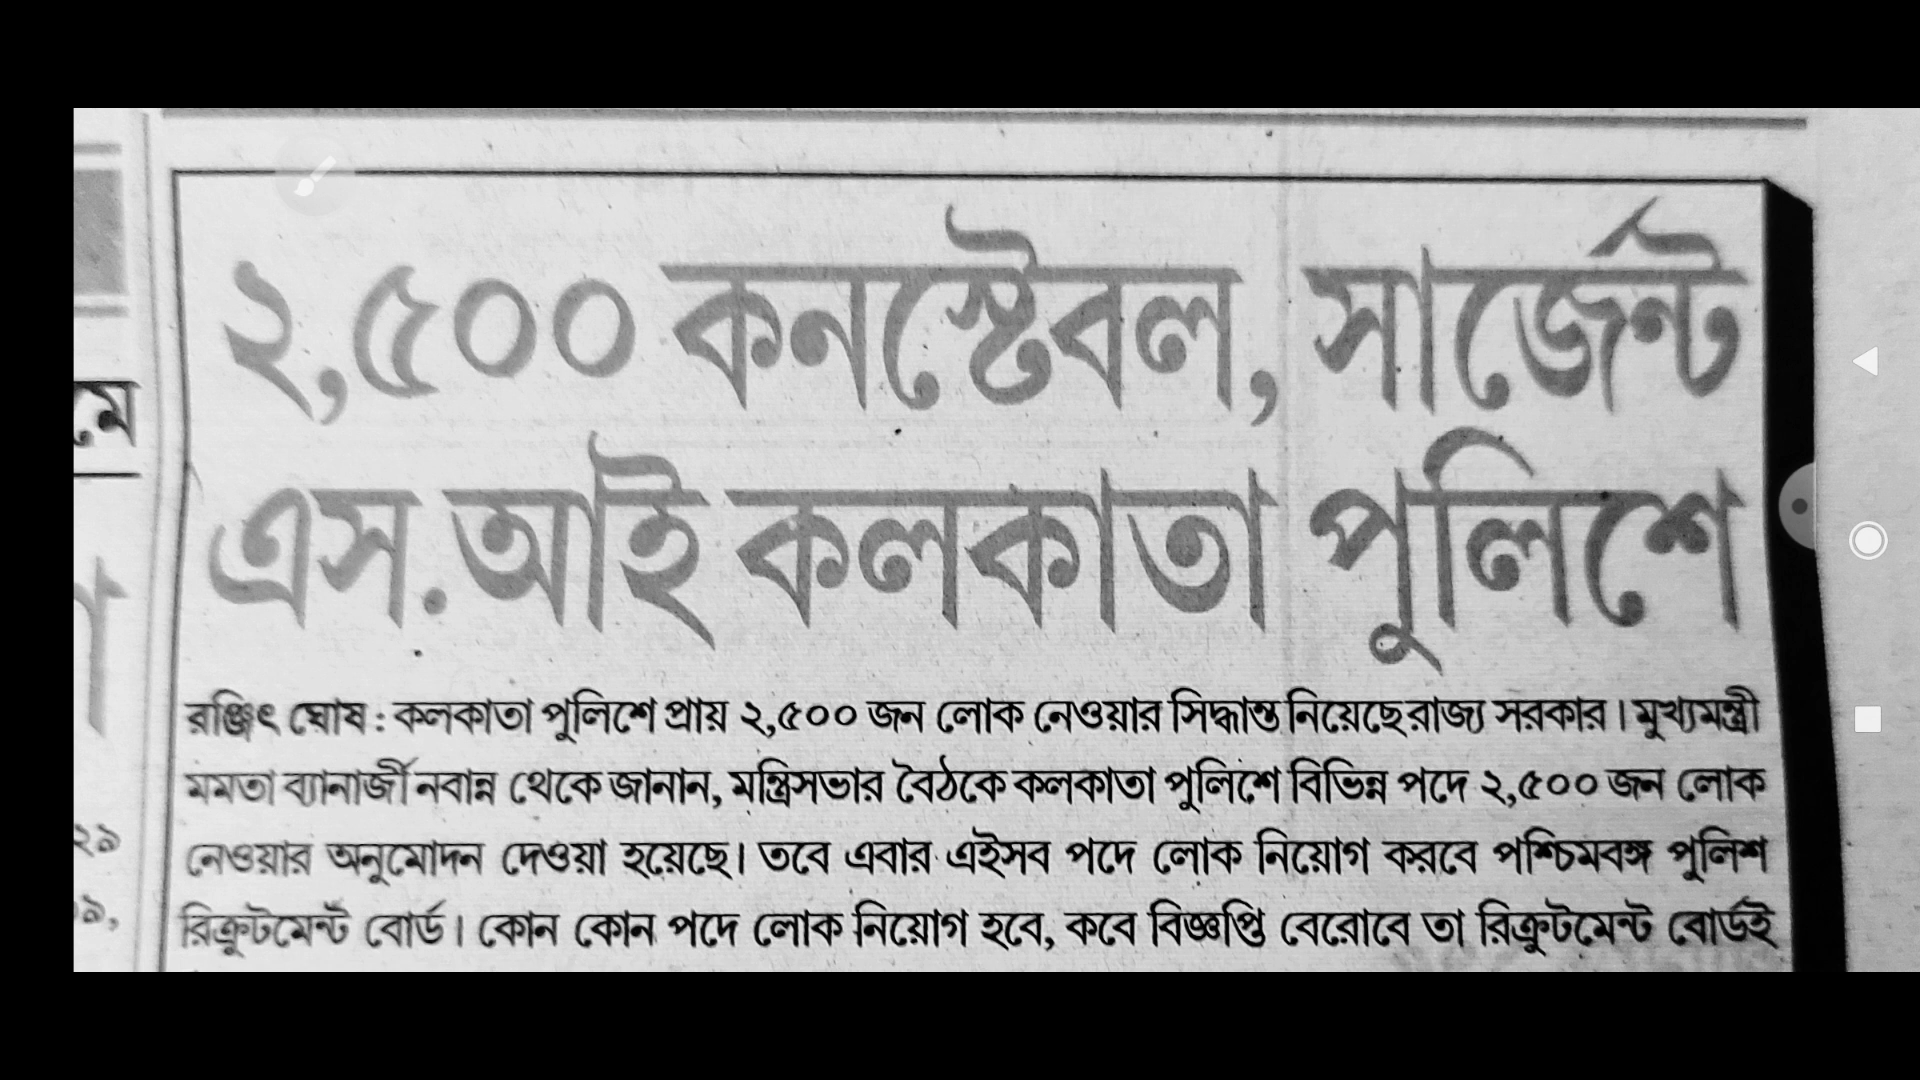 ২,৫০০ কনস্টেবল, সার্জেন্ট
এস.আই কলকাতা পুলিশে
রঞ্জিৎ ঘোষ : কলকাতা পুলিশে প্রায় ২,৫০০ জন লোক নেওয়ার সিদ্ধান্ত নিয়েছে রাজ্য সরকার। মুখ্যমন্ত্রী
মমতা ব্যানার্জী নবান্ন থেকে জানান, মন্ত্রিসভার বৈঠকে কলকাতা পুলিশে বিভিন্ন পদে ২,৫০০ জন লোক
নেওয়ার অনুমোদন দেওয়া হয়েছে। তবে এবার এইসব পদে লোক নিয়োগ করবে পশ্চিমবঙ্গ পুলিশ
রিক্রুটমেন্ট বোর্ড। কোন কোন পদে লোক নিয়োগ হবে, কবে বিজ্ঞপ্তি বেরোবে তা রিক্রুটমেন্ট বোর্ডই